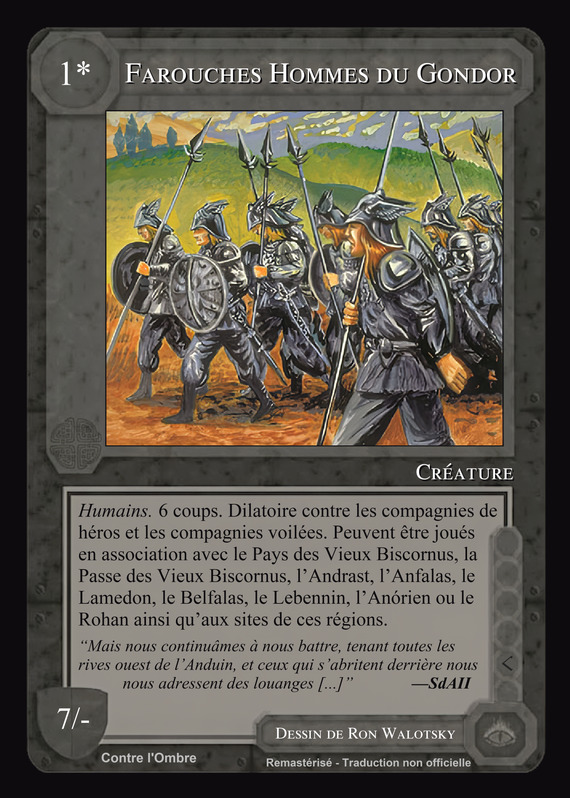 1*
FAROUCHES HOMMES DU GONDOR
CRÉATURE
Humains. 6 coups. Dilatoire contre les compagnies de
héros et les compagnies voilées. Peuvent être joués
en association avec le Pays des Vieux Biscornus, la
Passe des Vieux Biscornus, l'Andrast, l'Anfalas, le
Lamedon, le Belfalas, le Lebennin, l'Anórien ou le
Rohan ainsi qu'aux sites de ces régions.
“Mais nous continuâmes à nous battre, tenant toutes les
rives ouest de l'Anduin, et ceux qui s'abritent derrière nous
nous adressent des louanges [...]” —SdAII
7/-
DESSIN DE RON WALOTSKY
Contre l'Ombre
Remastérisé - Traduction non officielle